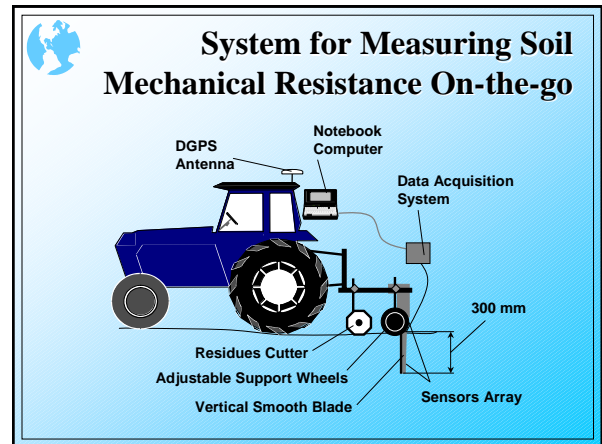 System for Measuring Soil
Mechanical Resistance On-the-go
DGPS
Antenna
Notebook
Computer
Data Acquisition
System
300 mm
Residues Cutter
Adjustable Support Wheels
Vertical Smooth Blade
Sensors Array